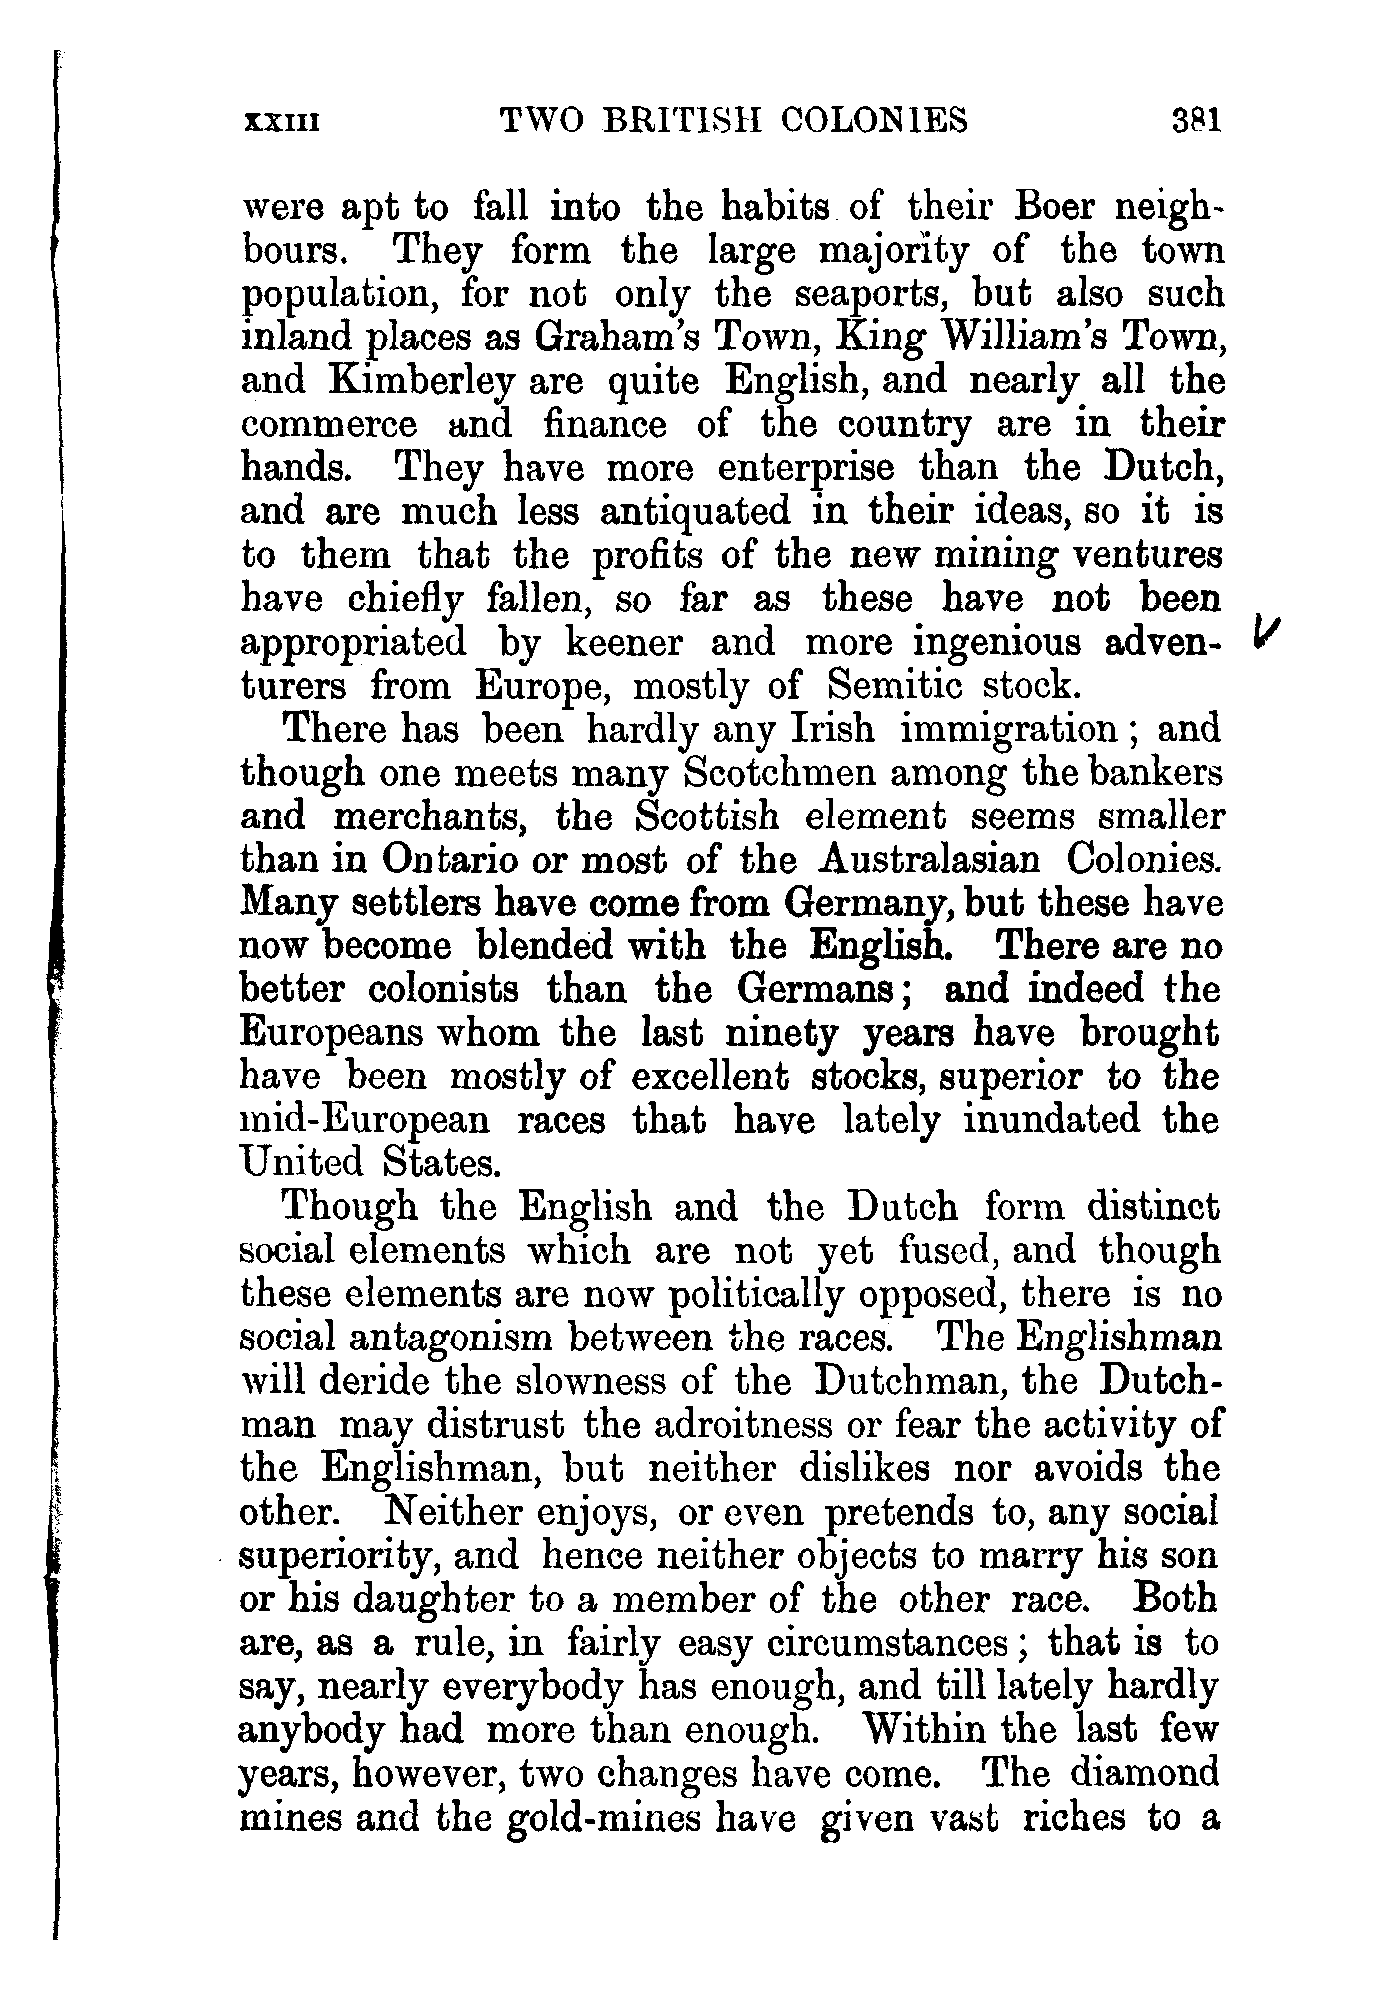 XXIII TWO BRITISH COLONIES 381
were apt to fall into the habits of their Boer neigh-
bours. They form the large majority of the town
population, for not only the seaports, but also such
inland places as Graham's Town, King William's Town,
and Kimberley are quite English, and nearly all the
commerce and finance of the country are in their
hands. They have more enterprise than the Dutch,
and are much less antiquated in their ideas, so it is
to them that the profits of the new mining ventures
have chiefly fallen, so far as these have not been
appropriated by keener and more ingenious adven-
turers from Europe, mostly of Semitic stock.
There has been hardly any Irish immigration; and
though one meets many Scotchmen among the bankers
and merchants, the Scottish element seems smaller
than in Ontario or most of the Australasian Colonies.
Many settlers have come from Germany, but these have
now become blended with the English. There are no
better colonists than the Germans; and indeed the
Europeans whom the last ninety years have brought
have been mostly of excellent stocks, superior to the
mid-European races that have lately inundated the
United States.
Though the English and the Dutch form distinct
social elements which are not yet fused, and though
these elements are now politically opposed, there is no
social antagonism between the races. The Englishman
will deride the slowness of the Dutchman, the Dutch-
man may distrust the adroitness or fear the activity of
the Englishman, but neither dislikes nor avoids the
other. Neither enjoys, or even pretends to, any social
superiority, and hence neither objects to marry his son
or his daughter to a member of the other race. Both
are, as a rule, in fairly easy circumstances; that is to
say, nearly everybody has enough, and till lately hardly
anybody had more than enough. Within the last few
years, however, two changes have come. The diamond
mines and the gold-mines have given vast riches to a